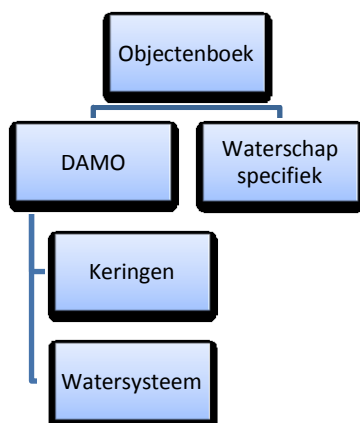 Objectenboek
DAMO
Waterschap
specifiek
Keringen
Watersysteem